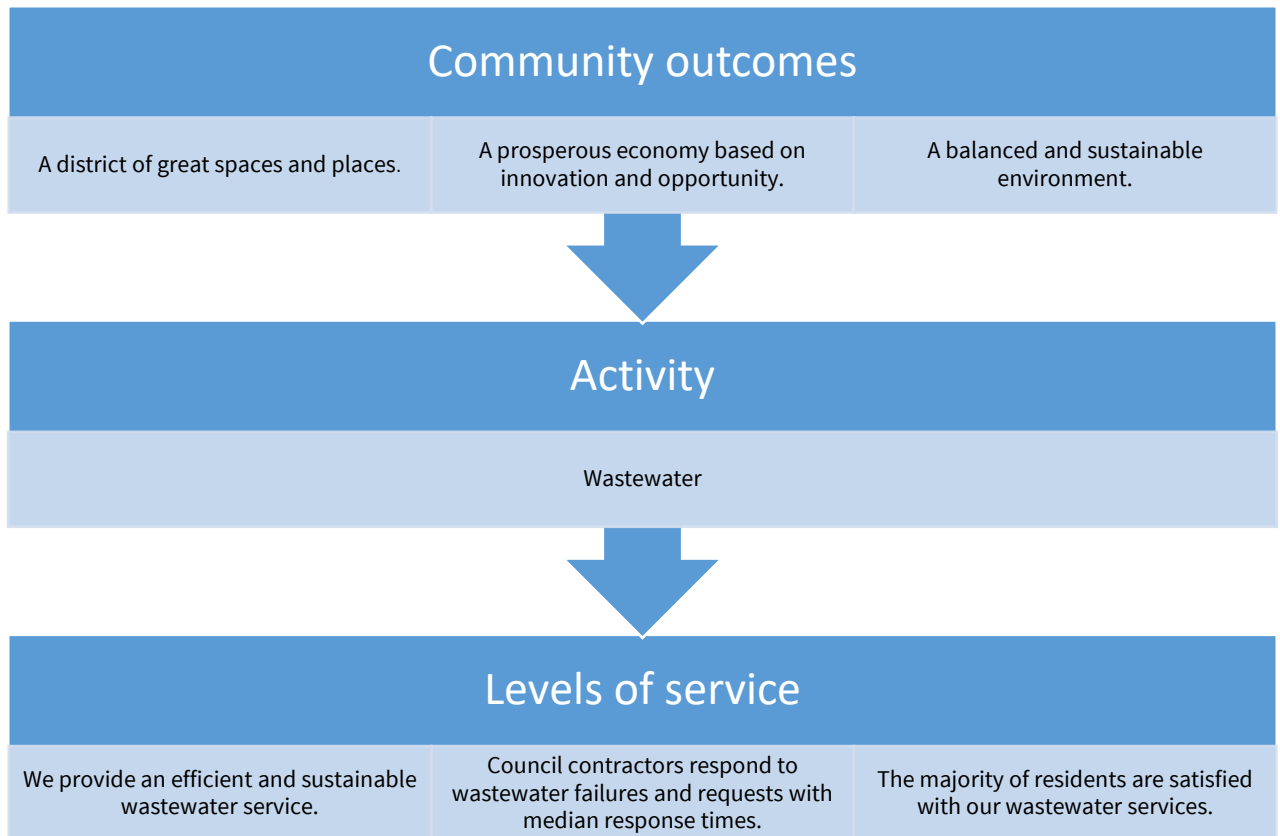 Community outcomes
A district of great spaces and places.
A prosperous economy based on
innovation and opportunity.
A balanced and sustainable
environment.
Activity
Wastewater
Levels of service
We provide an efficient and sustainable
wastewater service.
Council contractors respond to
wastewater failures and requests with
median response times.
The majority of residents are satisfied
with our wastewater services.